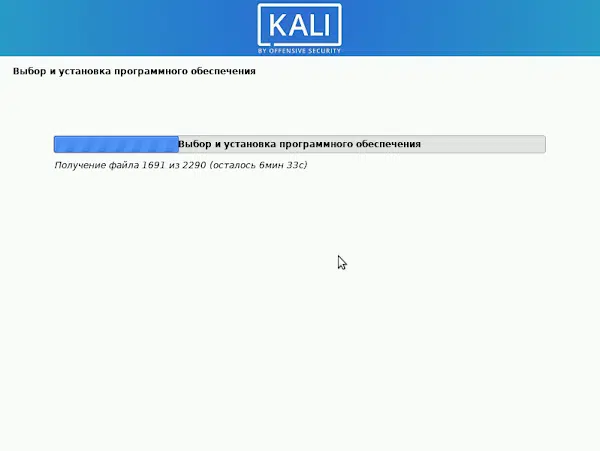 KALI
BY OFFENSIVE SECURITY
Выбор и установка программного обеспечения
Выбор и установка программного обеспечения
Получение файла 1691 из 2290 (осталось 6мин 33с)